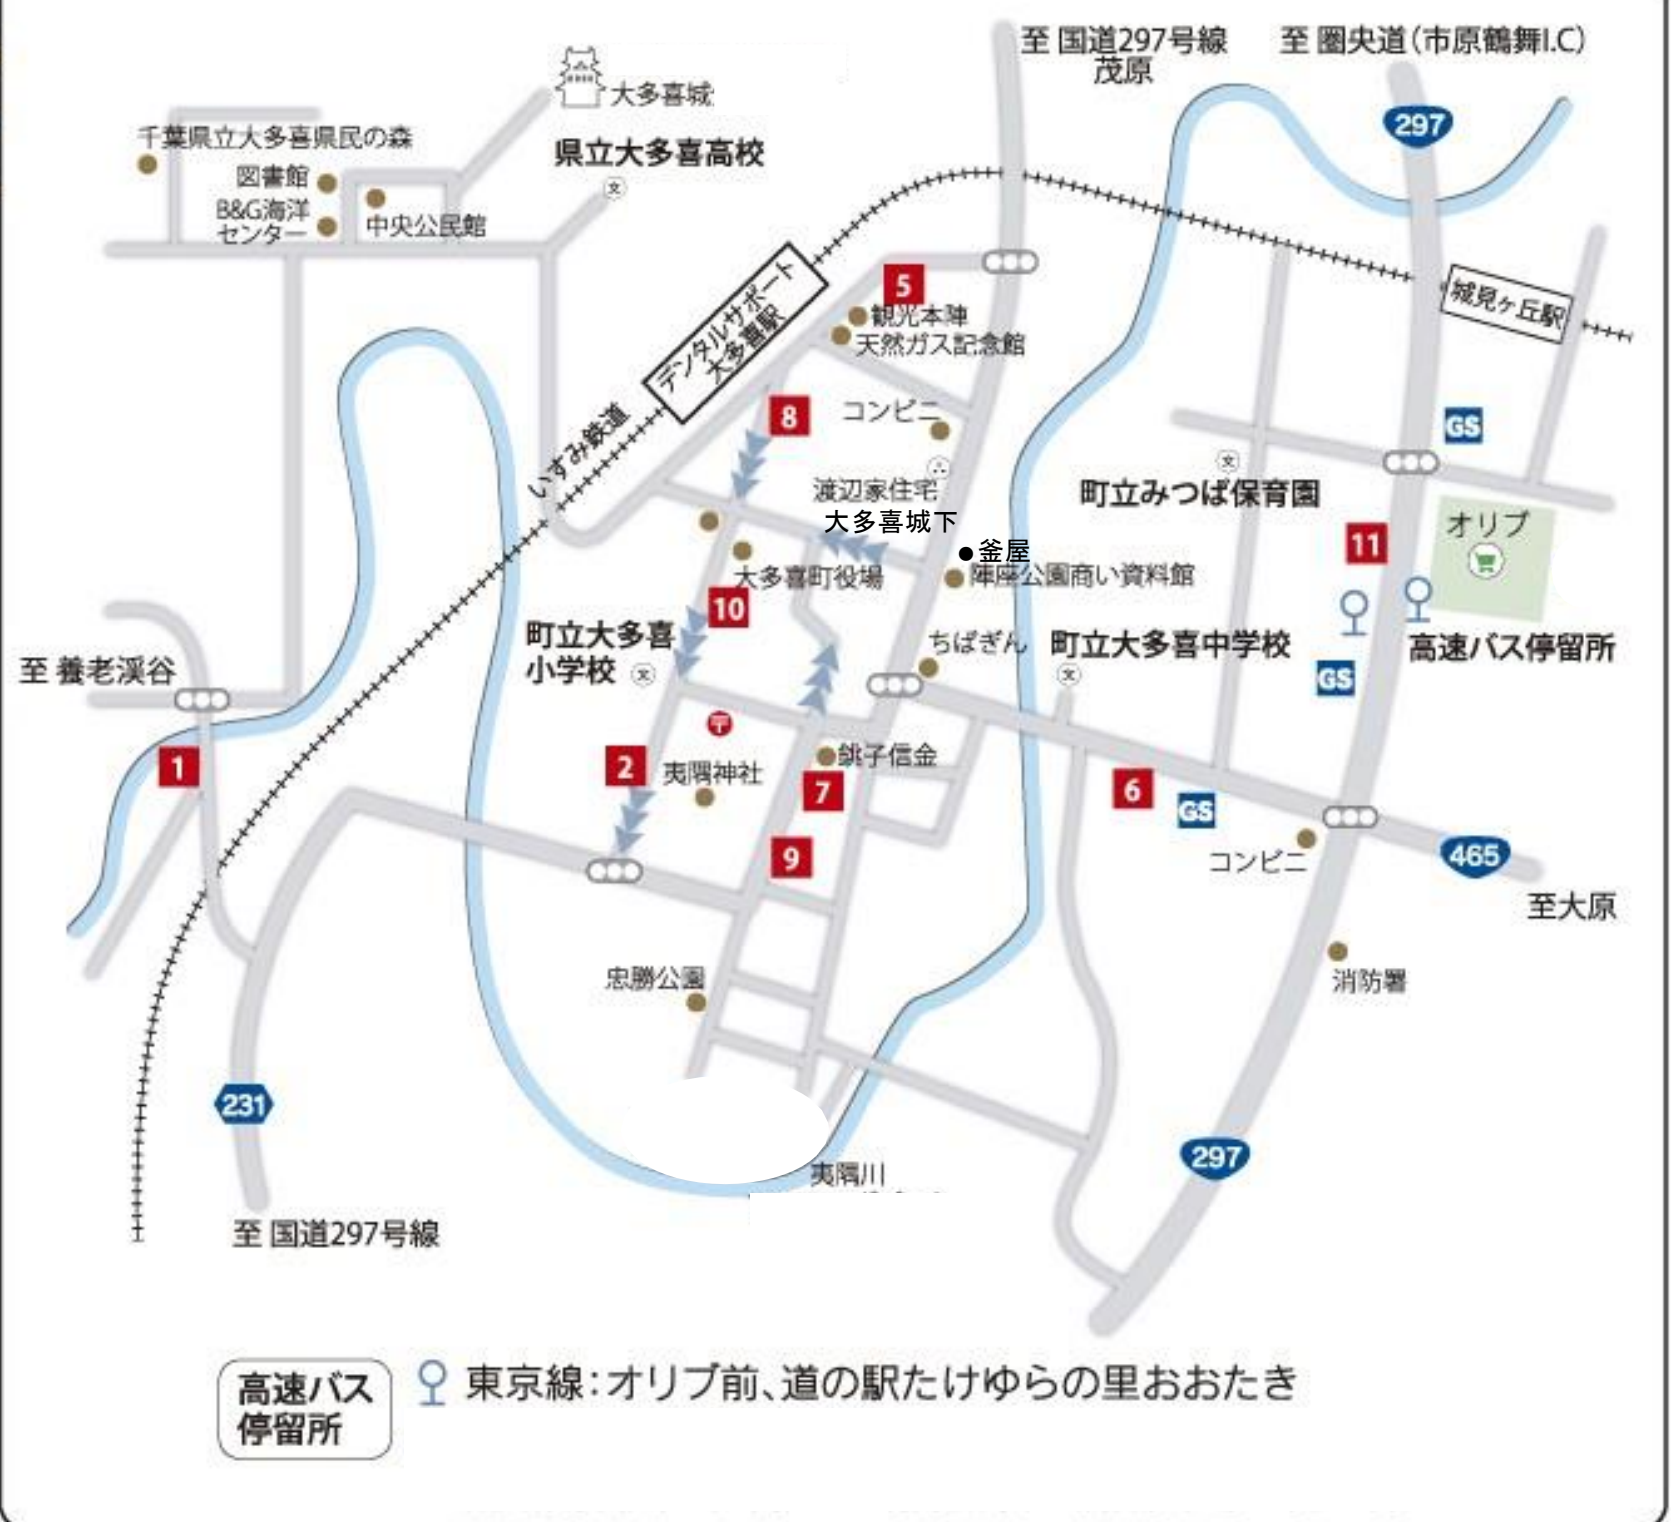 至 国道297号線
茂原
至 圏央道（市原鶴舞I.C）
297
大多喜城
千葉県立大多喜県民の森
県立大多喜高校
文
図書館
B&G海洋
センター
中央公民館
デンタルサポート
大多喜駅
5
観光本陣
天然ガス記念館
城見ヶ丘駅
いすみ鉄道
8
コンビニ
GS
渡辺家住宅
大多喜城下
文
町立みつば保育園
オリブ
11
釜屋
陣座公園商い資料館
大多喜町役場
10
町立大多喜
小学校
文
ちばぎん
町立大多喜中学校
文
高速バス停留所
GS
至 養老渓谷
〒
1
2
夷隅神社
銚子信金
7
6
GS
9
コンビニ
465
至大原
忠勝公園
消防署
231
297
夷隅川
至 国道297号線
高速バス
停留所
東京線：オリブ前、道の駅たけゆらの里おおたき